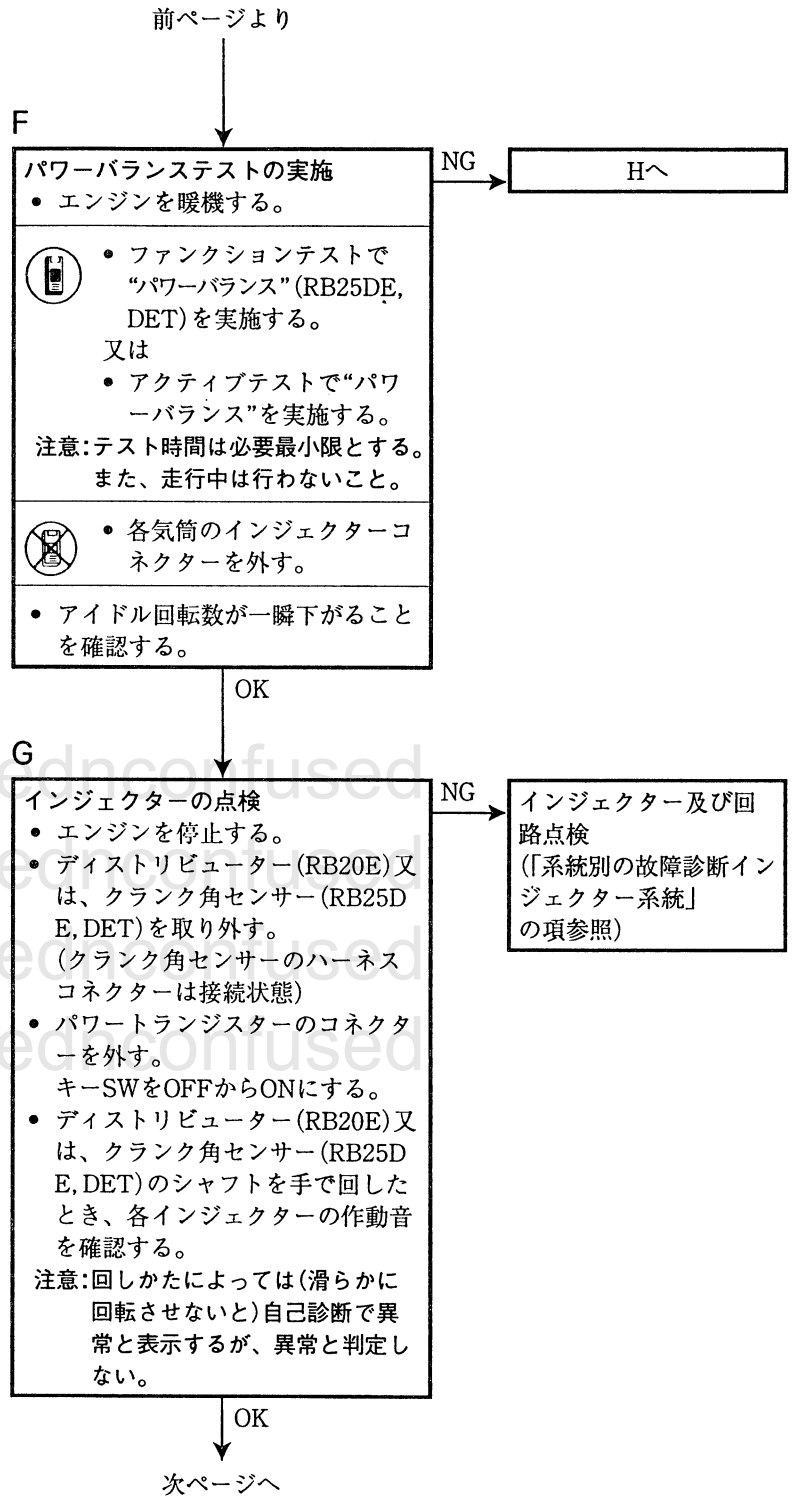 前ページより
F
パワーバランステストの実施
• エンジンを暖機する。
NG
Hへ
• ファンクションテストで
“パワーバランス”(RB25DE,
DET)を実施する。
又は
• アクティブテストで“パワ
ーバランス”を実施する。
注意:テスト時間は必要最小限とする。
また、走行中は行わないこと。
• 各気筒のインジェクターコ
ネクターを外す。
• アイドル回転数が一瞬下がること
を確認する。
OK
G
インジェクターの点検
• エンジンを停止する。
• ディストリビューター(RB20E)又
は、クランク角センサー(RB25D
E,DET)を取り外す。
(クランク角センサーのハーネス
コネクターは接続状態)
• パワートランジスターのコネクタ
ーを外す。
キーSWをOFFからONにする。
• ディストリビューター(RB20E)又
は、クランク角センサー(RB25D
E,DET)のシャフトを手で回した
とき、各インジェクターの作動音
を確認する。
注意:回しかたによっては(滑らかに
回転させないと)自己診断で異
常と表示するが、異常と判定し
ない。
NG
インジェクター及び回
路点検
(「系統別の故障診断イン
ジェクター系統」
の項参照)
OK
次ページへ
ednconfused
ednconfused
ednconfused
ednconfused